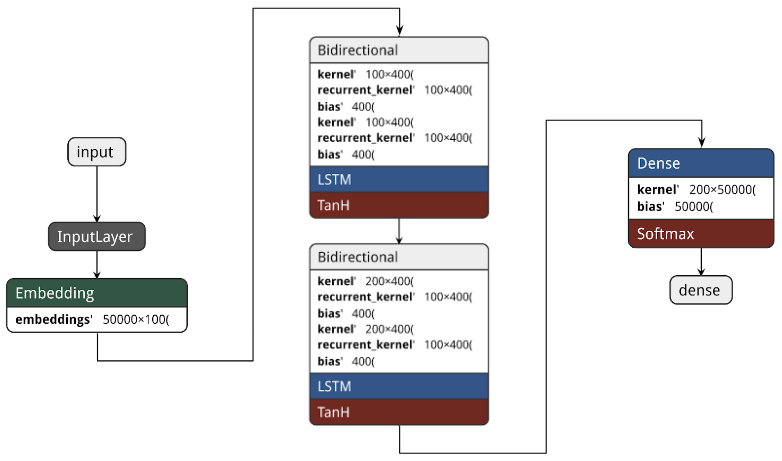 input
InputLayer
Embedding
embeddings' 50000×100(
Bidirectional
kernel' 100×400(
recurrent_kernel' 100×400(
bias' 400(
kernel' 100×400(
recurrent_kernel' 100×400(
bias' 400(
LSTM
TanH
Bidirectional
kernel' 200×400(
recurrent_kernel' 100×400(
bias' 400(
kernel' 200×400(
recurrent_kernel' 100×400(
bias' 400(
LSTM
TanH
Dense
kernel' 200×50000(
bias' 50000(
Softmax
dense